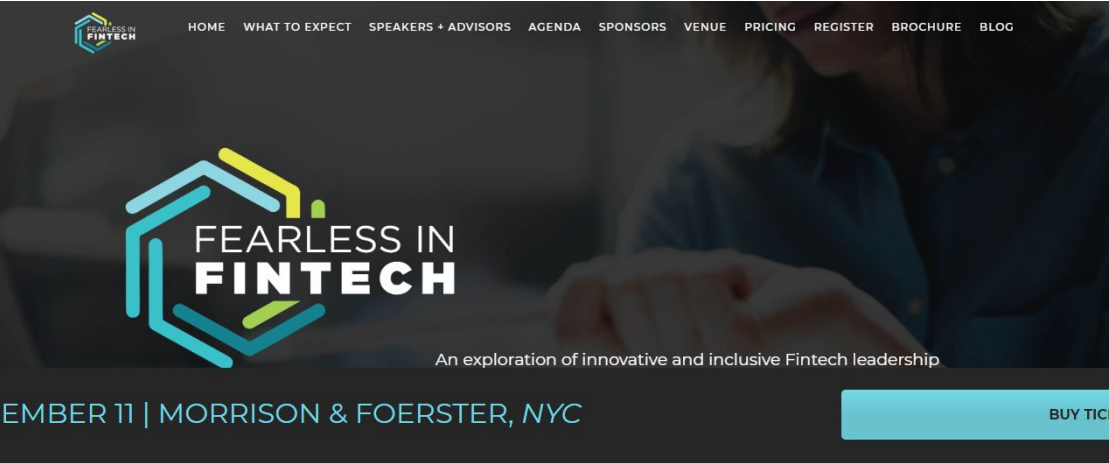 FEARLESS IN
FINTECH
HOME WHAT TO EXPECT SPEAKERS + ADVISORS AGENDA SPONSORS VENUE PRICING REGISTER BROCHURE BLOG
FEARLESS IN
FINTECH
An exploration of innovative and inclusive Fintech leadership
EMBER 11 | MORRISON & FOERSTER, NYC
BUY TIC